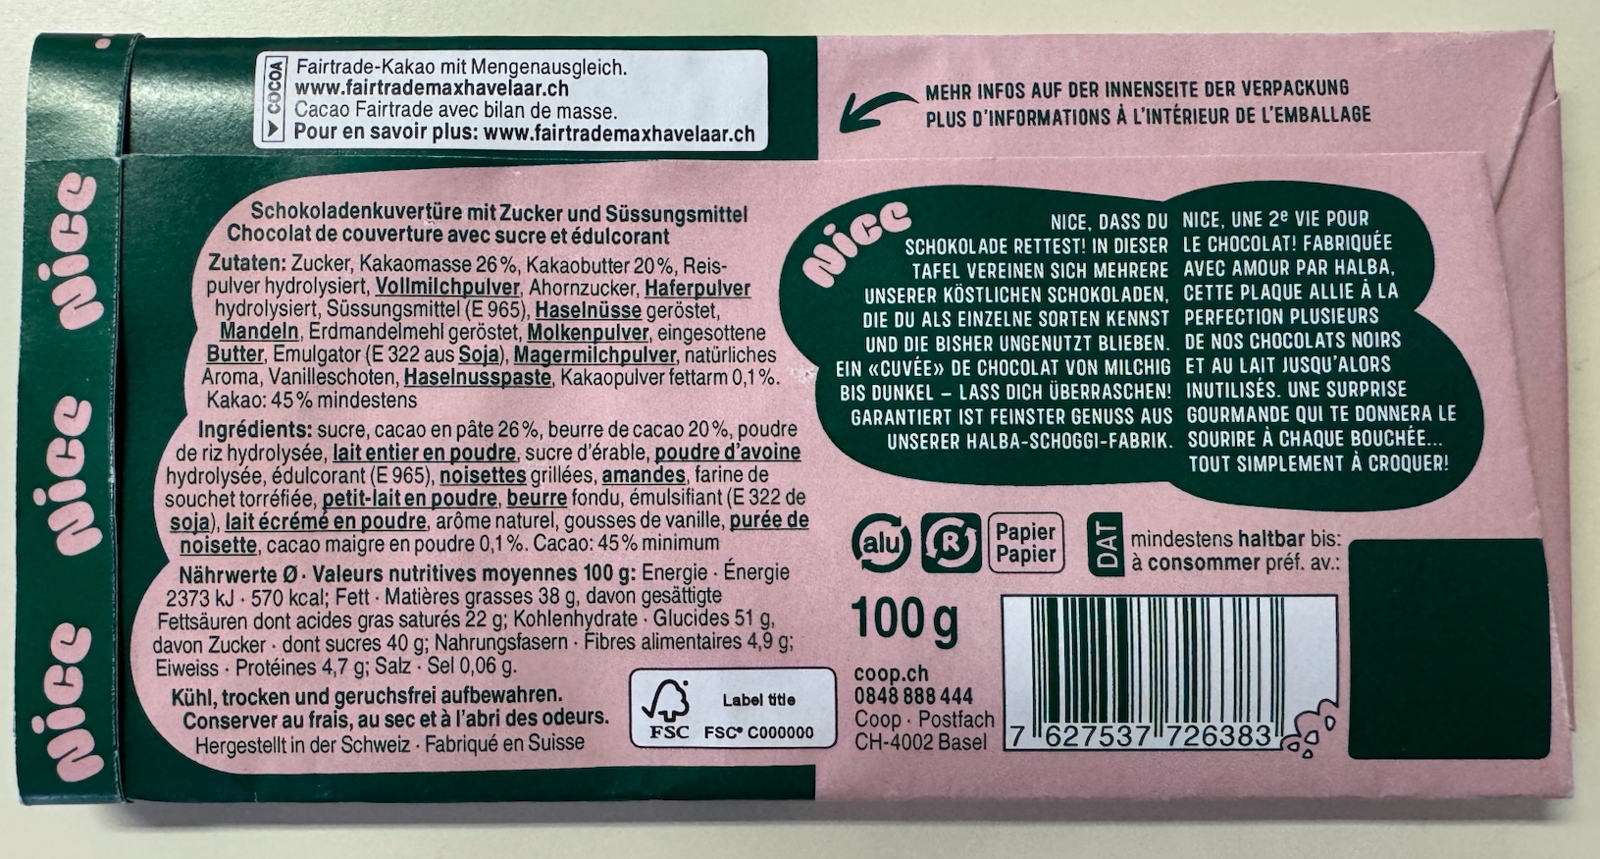 COCOA
Fairtrade-Kakao mit Mengenausgleich.
www.fairtrademaxhavelaar.ch
Cacao Fairtrade avec bilan de masse.
Pour en savoir plus: www.fairtrademaxhavelaar.ch
MEHR INFOS AUF DER INNENSEITE DER VERPACKUNG
PLUS D'INFORMATIONS À L'INTÉRIEUR DE L'EMBALLAGE
Nice
Nice
Nice
Schokoladenkuvertüre mit Zucker und Süssungsmittel
Chocolat de couverture avec sucre et édulcorant
Zutaten: Zucker, Kakaomasse 26%, Kakaobutter 20%, Reis-
pulver hydrolysiert, Vollmilchpulver, Ahornzucker, Haferpulver
hydrolysiert, Süssungsmittel (E 965), Haselnüsse geröstet,
Mandeln, Erdmandelmehl geröstet, Molkenpulver, eingesottene
Butter, Emulgator (E 322 aus Soja), Magermilchpulver, natürliches
Aroma, Vanilleschoten, Haselnusspaste, Kakaopulver fettarm 0,1%.
Kakao: 45% mindestens
Ingrédients: sucre, cacao en pâte 26%, beurre de cacao 20%, poudre
de riz hydrolysée, lait entier en poudre, sucre d'érable, poudre d'avoine
hydrolysée, édulcorant (E 965), noisettes grillées, amandes, farine de
souchet torréfiée, petit-lait en poudre, beurre fondu, émulsifiant (E 322 de
soja), lait écrémé en poudre, arôme naturel, gousses de vanille, purée de
noisette, cacao maigre en poudre 0,1%. Cacao: 45% minimum
Nährwerte Ø · Valeurs nutritives moyennes 100 g: Energie · Énergie
2373 kJ · 570 kcal; Fett · Matières grasses 38 g, davon gesättigte
Fettsäuren dont acides gras saturés 22 g; Kohlenhydrate · Glucides 51 g,
davon Zucker · dont sucres 40 g; Nahrungsfasern · Fibres alimentaires 4,9 g;
Eiweiss · Protéines 4,7 g; Salz · Sel 0,06 g.
Kühl, trocken und geruchsfrei aufbewahren.
Conserver au frais, au sec et à l'abri des odeurs.
Hergestellt in der Schweiz · Fabriqué en Suisse
FSC
Label title
FSC® C000000
Nice
NICE, DASS DU
SCHOKOLADE RETTEST! IN DIESER
TAFEL VEREINEN SICH MEHRERE
UNSERER KÖSTLICHEN SCHOKOLADEN,
DIE DU ALS EINZELNE SORTEN KENNST
UND DIE BISHER UNGENUTZT BLIEBEN.
EIN «CUVÉE» DE CHOCOLAT VON MILCHIG
BIS DUNKEL – LASS DICH ÜBERRASCHEN!
GARANTIERT IST FEINSTER GENUSS AUS
UNSERER HALBA-SCHOGGI-FABRIK.
NICE, UNE 2e VIE POUR
LE CHOCOLAT! FABRIQUÉE
AVEC AMOUR PAR HALBA,
CETTE PLAQUE ALLIE À LA
PERFECTION PLUSIEURS
DE NOS CHOCOLATS NOIRS
ET AU LAIT JUSQU'ALORS
INUTILISÉS. UNE SURPRISE
GOURMANDE QUI TE DONNERA LE
SOURIRE À CHAQUE BOUCHÉE...
TOUT SIMPLEMENT À CROQUER!
alu
R
Papier
Papier
DAT
mindestens haltbar bis:
à consommer préf. av.:
100 g
coop.ch
0848 888 444
Coop · Postfach
CH-4002 Basel
7 627537 726383